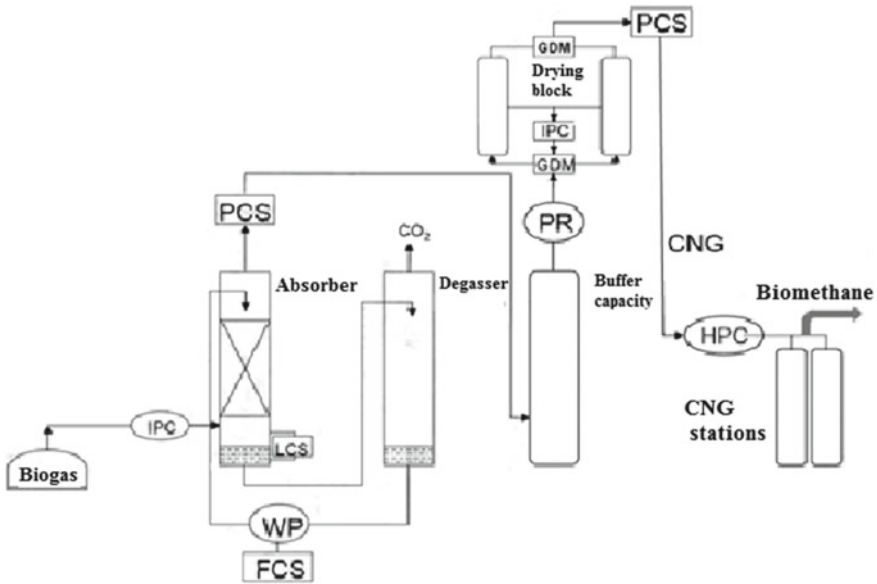 GDM
PCS
Drying
block
IPC
GDM
PCS
PR
CO₂
CNG
Absorber
Degasser
Buffer
capacity
Biomethane
HPC
IPC
LCS
CNG
stations
Biogas
WP
FCS